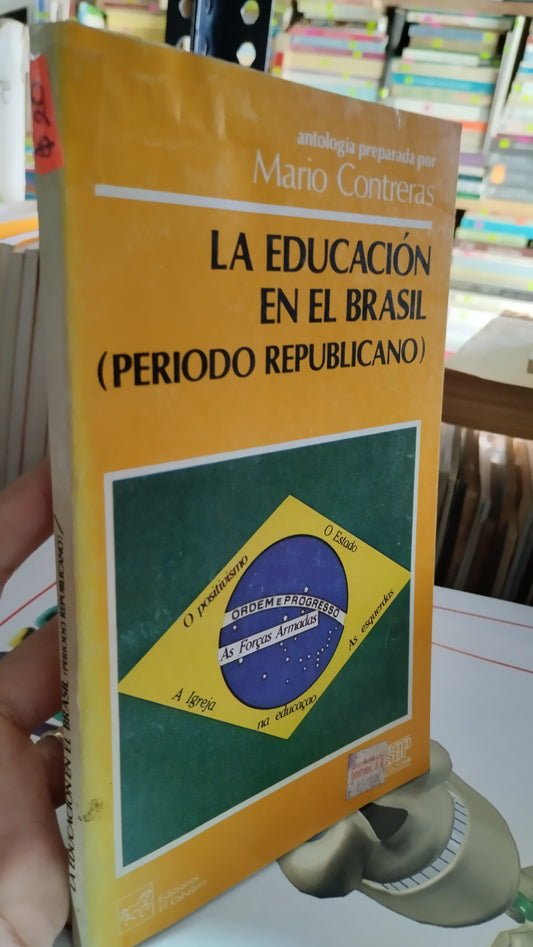 antología preparada por
Mario Contreras
LA EDUCACIÓN
EN EL BRASIL
(PERIODO REPUBLICANO)
O Estado
O positivismo
ORDEM E PROGRESSO
As Forças Armadas
As esquerdas
A Igreja
na educaçao
SEP
Ediciones
El Caballito
LA EDUCACIÓN EN EL BRASIL (PERIODO REPUBLICANO) /